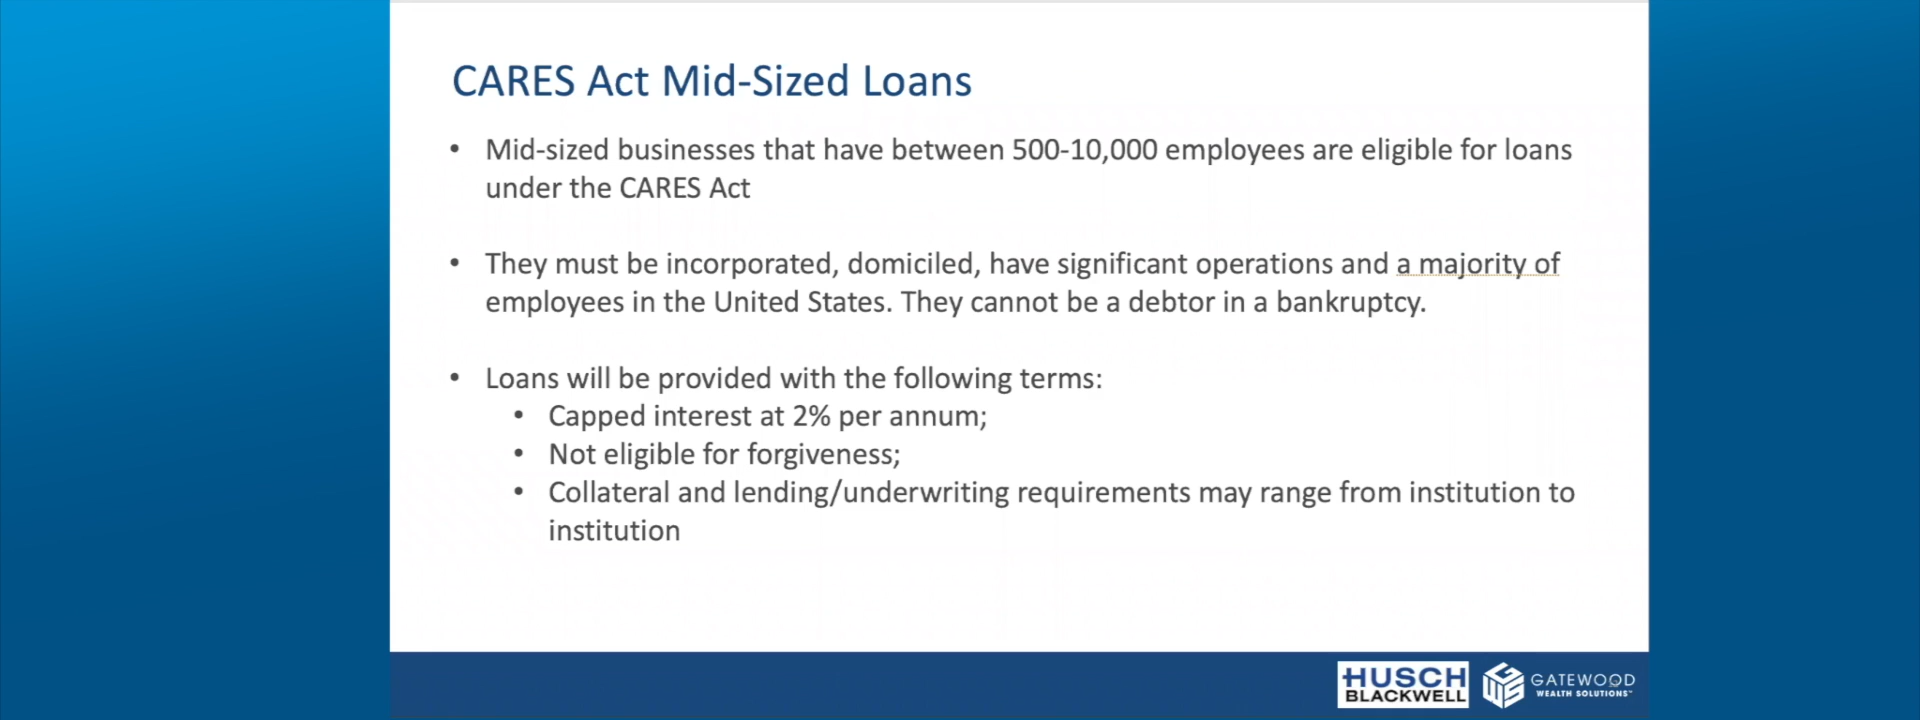 CARES Act Mid-Sized Loans
• Mid-sized businesses that have between 500-10,000 employees are eligible for loans
under the CARES Act
• They must be incorporated, domiciled, have significant operations and a majority of
employees in the United States. They cannot be a debtor in a bankruptcy.
• Loans will be provided with the following terms:
• Capped interest at 2% per annum;
• Not eligible for forgiveness;
• Collateral and lending/underwriting requirements may range from institution to
institution
HUSCH
BLACKWELL
GATEWOOD
WEALTH SOLUTIONS